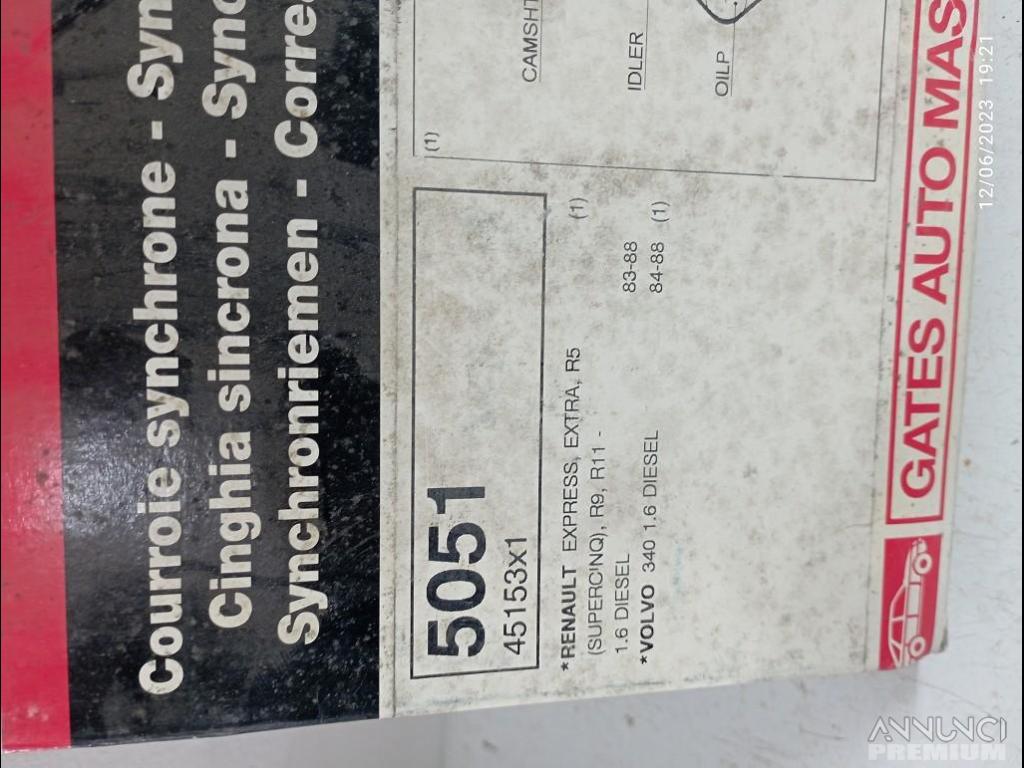 Courroie synchrone - Syn
Cinghia sincrona - Sync
Synchronriemen - Corre
5051
45153x1
*RENAULT EXPRESS, EXTRA, R5 (1)
(SUPERCINQ), R9, R11 -
1.6 DIESEL 83-88
*VOLVO 340 1.6 DIESEL 84-88 (1)
(1)
CAMSHT
IDLER
OILP
GATES AUTO MAS
12/06/2023 19:21
ANNUNCI
PREMIUM